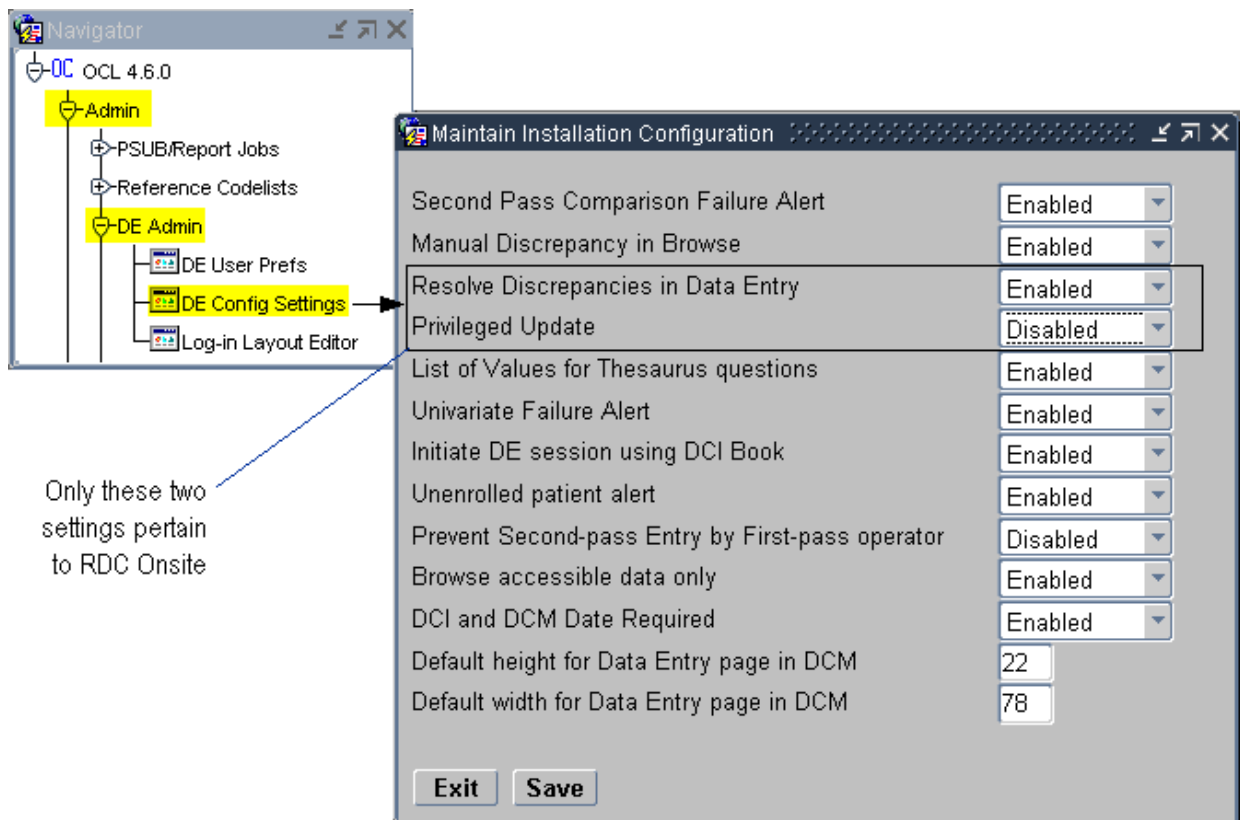 Navigator
OC OCL 4.6.0
Admin
PSUB/Report Jobs
Reference Codelists
DE Admin
DE User Prefs
DE Config Settings
Log-in Layout Editor
Only these two
settings pertain
to RDC Onsite
Maintain Installation Configuration
Second Pass Comparison Failure Alert Enabled
Manual Discrepancy in Browse Enabled
Resolve Discrepancies in Data Entry Enabled
Privileged Update Disabled
List of Values for Thesaurus questions Enabled
Univariate Failure Alert Enabled
Initiate DE session using DCI Book Enabled
Unenrolled patient alert Enabled
Prevent Second-pass Entry by First-pass operator Disabled
Browse accessible data only Enabled
DCI and DCM Date Required Enabled
Default height for Data Entry page in DCM 22
Default width for Data Entry page in DCM 78
Exit Save